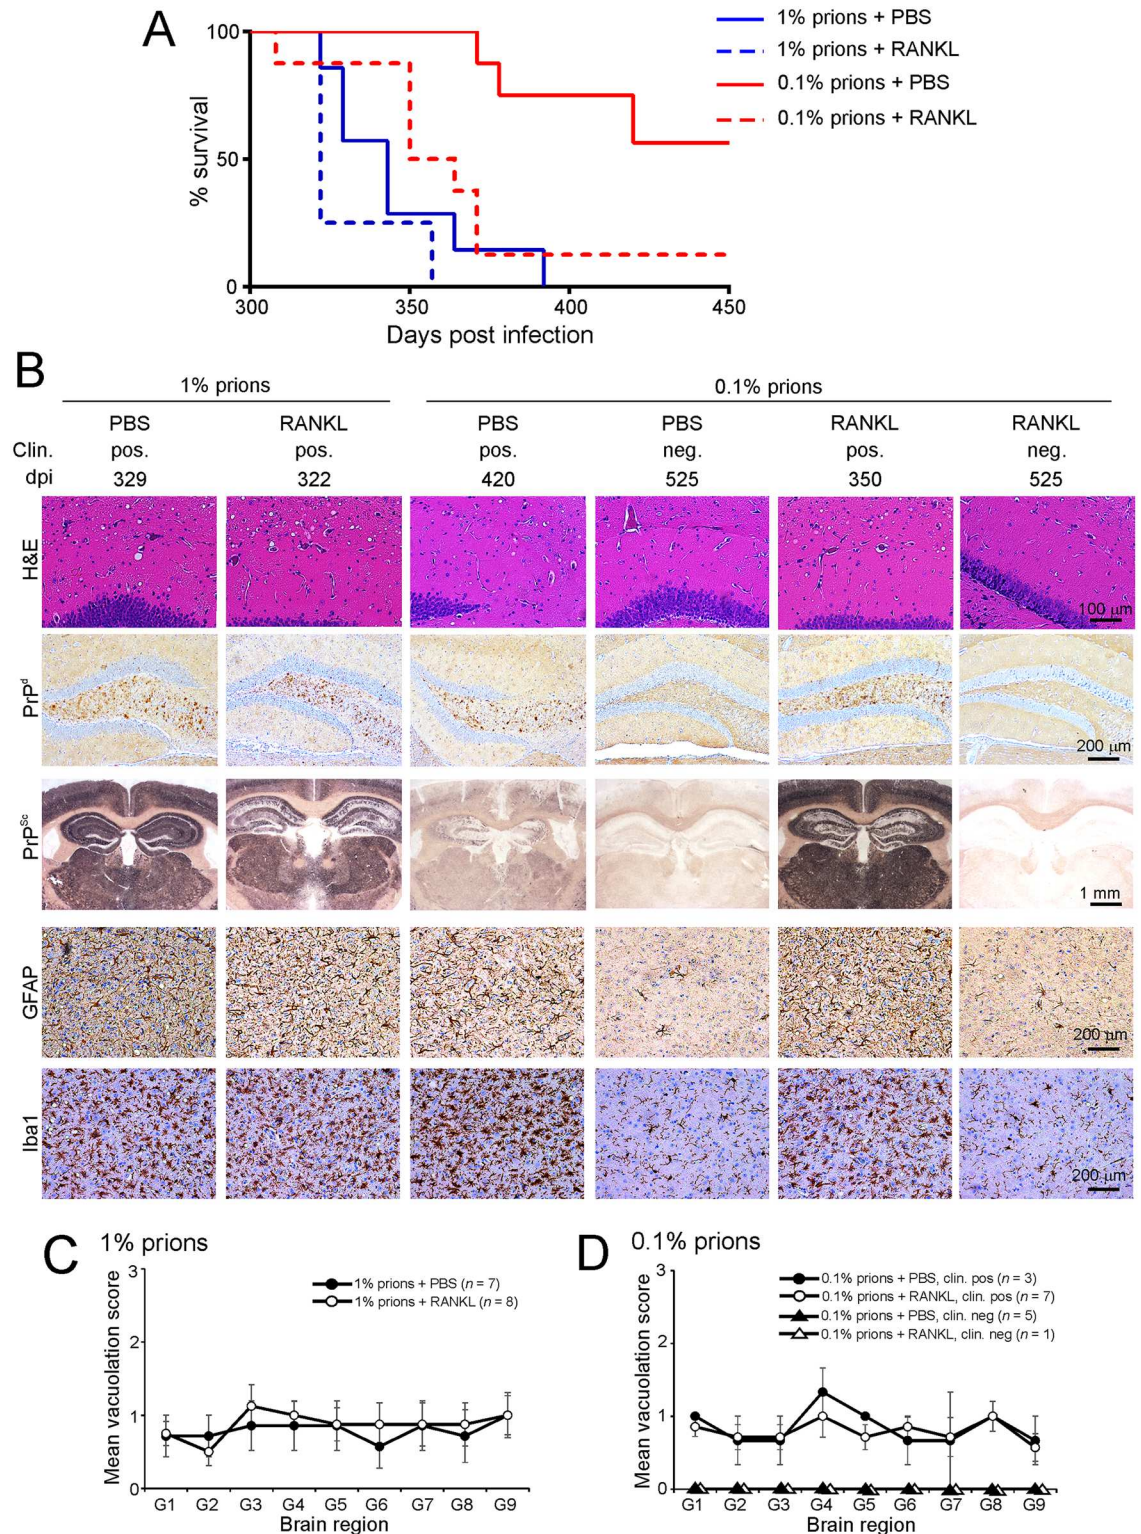 A
100
50
0
% survival
300 350 400 450
Days post infection
1% prions + PBS
1% prions + RANKL
0.1% prions + PBS
0.1% prions + RANKL
B
1% prions 0.1% prions
PBS RANKL PBS PBS RANKL RANKL
Clin. pos. pos. pos. neg. pos. neg.
dpi 329 322 420 525 350 525
H&E
100 µm
PrPᵈ
200 µm
PrPˢᶜ
1 mm
GFAP
200 µm
Iba1
200 µm
C 1% prions
3
2
1
0
Mean vacuolation score
1% prions + PBS (n = 7)
1% prions + RANKL (n = 8)
G1 G2 G3 G4 G5 G6 G7 G8 G9
Brain region
D 0.1% prions
3
2
1
0
Mean vacuolation score
0.1% prions + PBS, clin. pos (n = 3)
0.1% prions + RANKL, clin. pos (n = 7)
0.1% prions + PBS, clin. neg (n = 5)
0.1% prions + RANKL, clin. neg (n = 1)
G1 G2 G3 G4 G5 G6 G7 G8 G9
Brain region